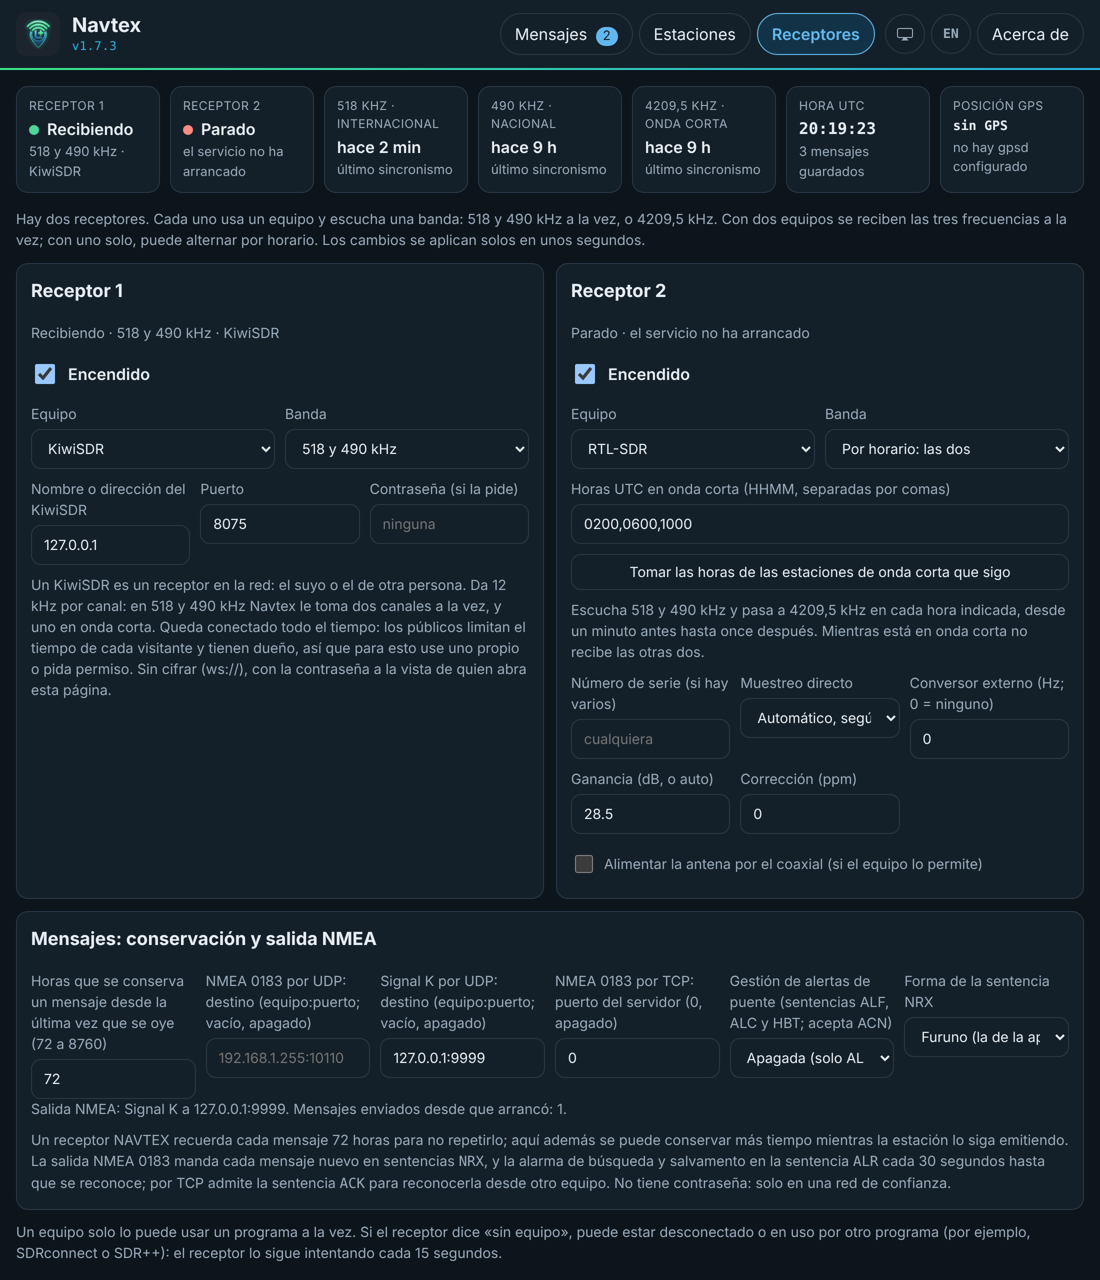 Navtex
v1.7.3
Mensajes 2
Estaciones
Receptores
EN
Acerca de
RECEPTOR 1
Recibiendo
518 y 490 kHz ·
KiwiSDR
RECEPTOR 2
Parado
el servicio no ha
arrancado
518 KHZ ·
INTERNACIONAL
hace 2 min
último sincronismo
490 KHZ ·
NACIONAL
hace 9 h
último sincronismo
4209,5 KHZ ·
ONDA CORTA
hace 9 h
último sincronismo
HORA UTC
20:19:23
3 mensajes
guardados
POSICIÓN GPS
sin GPS
no hay gpsd
configurado
Hay dos receptores. Cada uno usa un equipo y escucha una banda: 518 y 490 kHz a la vez, o 4209,5 kHz. Con dos equipos se reciben las tres frecuencias a la
vez; con uno solo, puede alternar por horario. Los cambios se aplican solos en unos segundos.
Receptor 1
Recibiendo · 518 y 490 kHz · KiwiSDR
Encendido
Equipo
KiwiSDR
Banda
518 y 490 kHz
Nombre o dirección del
KiwiSDR
127.0.0.1
Puerto
8075
Contraseña (si la pide)
ninguna
Un KiwiSDR es un receptor en la red: el suyo o el de otra persona. Da 12
kHz por canal: en 518 y 490 kHz Navtex le toma dos canales a la vez, y
uno en onda corta. Queda conectado todo el tiempo: los públicos limitan el
tiempo de cada visitante y tienen dueño, así que para esto use uno propio
o pida permiso. Sin cifrar (ws://), con la contraseña a la vista de quien abra
esta página.
Receptor 2
Parado · el servicio no ha arrancado
Encendido
Equipo
RTL-SDR
Banda
Por horario: las dos
Horas UTC en onda corta (HHMM, separadas por comas)
0200,0600,1000
Tomar las horas de las estaciones de onda corta que sigo
Escucha 518 y 490 kHz y pasa a 4209,5 kHz en cada hora indicada, desde
un minuto antes hasta once después. Mientras está en onda corta no
recibe las otras dos.
Número de serie (si hay
varios)
cualquiera
Muestreo directo
Automático, segú
Conversor externo (Hz;
0 = ninguno)
0
Ganancia (dB, o auto)
28.5
Corrección (ppm)
0
Alimentar la antena por el coaxial (si el equipo lo permite)
Mensajes: conservación y salida NMEA
Horas que se conserva
un mensaje desde la
última vez que se oye
(72 a 8760)
72
NMEA 0183 por UDP:
destino (equipo:puerto;
vacío, apagado)
192.168.1.255:10110
Signal K por UDP:
destino (equipo:puerto;
vacío, apagado)
127.0.0.1:9999
NMEA 0183 por TCP:
puerto del servidor (0,
apagado)
0
Gestión de alertas de
puente (sentencias ALF,
ALC y HBT; acepta ACN)
Apagada (solo AL
Forma de la sentencia
NRX
Furuno (la de la ap
Salida NMEA: Signal K a 127.0.0.1:9999. Mensajes enviados desde que arrancó: 1.
Un receptor NAVTEX recuerda cada mensaje 72 horas para no repetirlo; aquí además se puede conservar más tiempo mientras la estación lo siga emitiendo.
La salida NMEA 0183 manda cada mensaje nuevo en sentencias NRX, y la alarma de búsqueda y salvamento en la sentencia ALR cada 30 segundos hasta
que se reconoce; por TCP admite la sentencia ACK para reconocerla desde otro equipo. No tiene contraseña: solo en una red de confianza.
Un equipo solo lo puede usar un programa a la vez. Si el receptor dice «sin equipo», puede estar desconectado o en uso por otro programa (por ejemplo,
SDRconnect o SDR++): el receptor lo sigue intentando cada 15 segundos.